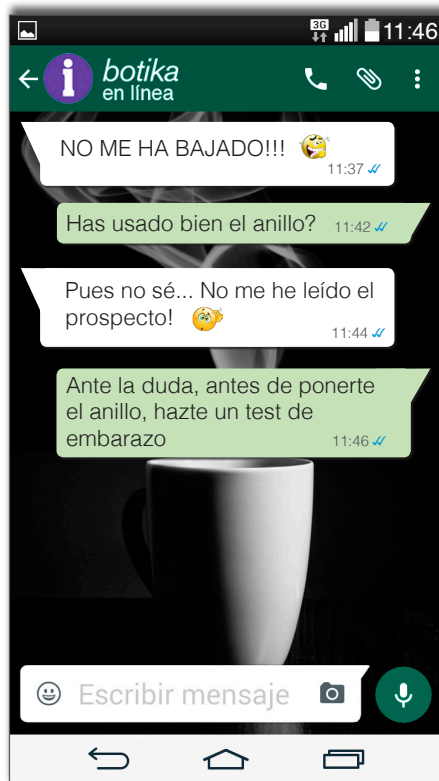 3G
11:46
i
botika
en línea
NO ME HA BAJADO!!!
11:37
Has usado bien el anillo? 11:42
Pues no sé... No me he leído el
prospecto!
11:44
Ante la duda, antes de ponerte
el anillo, hazte un test de
embarazo
11:46
Escribir mensaje